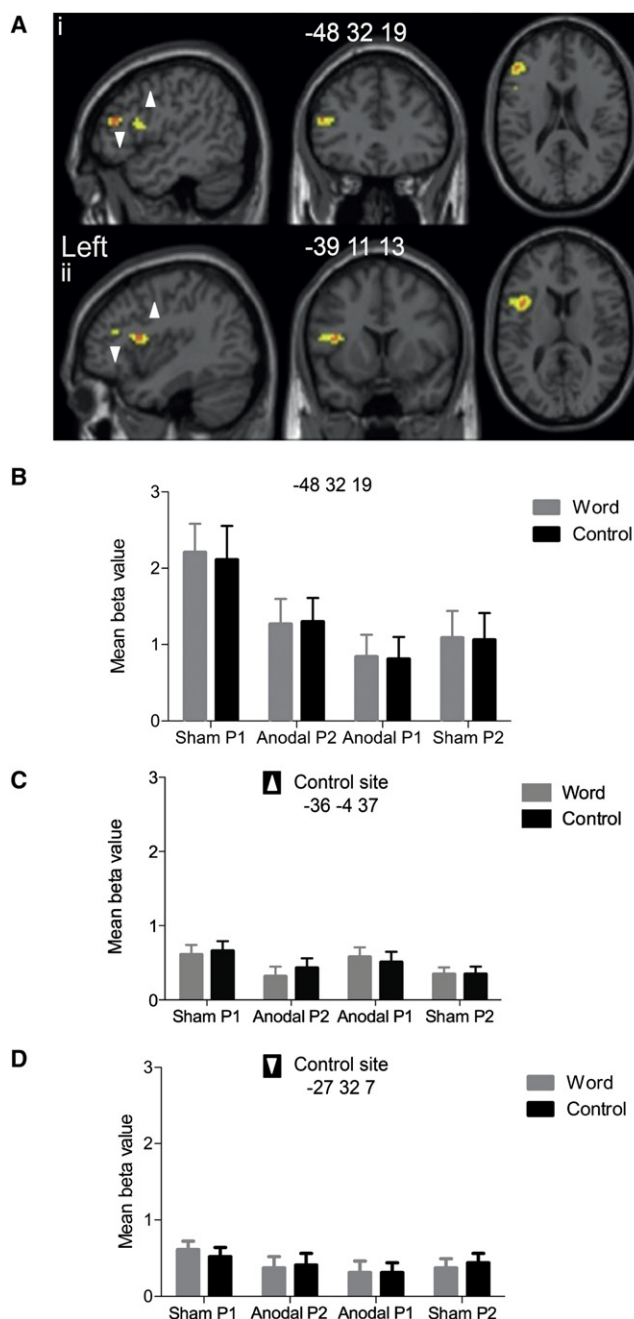 A
i
-48 32 19
Left
ii
-39 11 13
B
-48 32 19
3
2
1
0
Mean beta value
Word
Control
Sham P1 Anodal P2 Anodal P1 Sham P2
C
Control site
-36 -4 37
3
2
1
0
Mean beta value
Word
Control
Sham P1 Anodal P2 Anodal P1 Sham P2
D
Control site
-27 32 7
3
2
1
0
Mean beta value
Word
Control
Sham P1 Anodal P2 Anodal P1 Sham P2